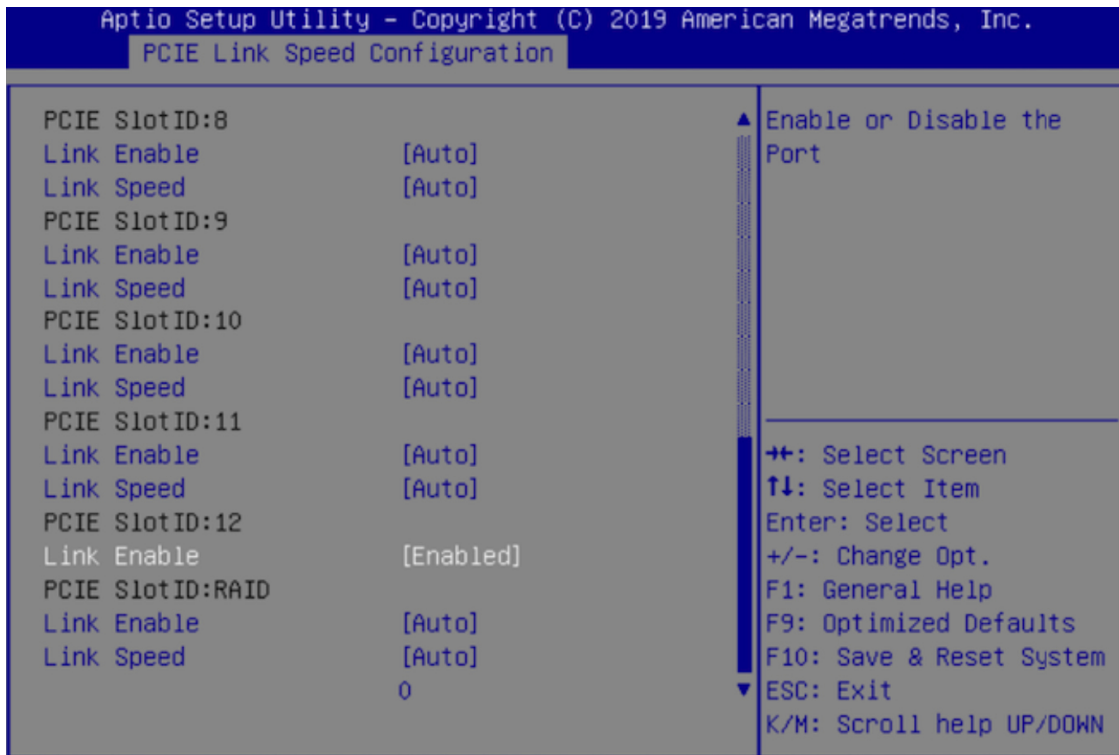 Aptio Setup Utility – Copyright (C) 2019 American Megatrends, Inc.
PCIE Link Speed Configuration
PCIE SlotID:8
Link Enable [Auto]
Link Speed [Auto]
PCIE SlotID:9
Link Enable [Auto]
Link Speed [Auto]
PCIE SlotID:10
Link Enable [Auto]
Link Speed [Auto]
PCIE SlotID:11
Link Enable [Auto]
Link Speed [Auto]
PCIE SlotID:12
Link Enable [Enabled]
PCIE SlotID:RAID
Link Enable [Auto]
Link Speed [Auto]
0
Enable or Disable the
Port
→←: Select Screen
↑↓: Select Item
Enter: Select
+/-: Change Opt.
F1: General Help
F9: Optimized Defaults
F10: Save & Reset System
ESC: Exit
K/M: Scroll help UP/DOWN